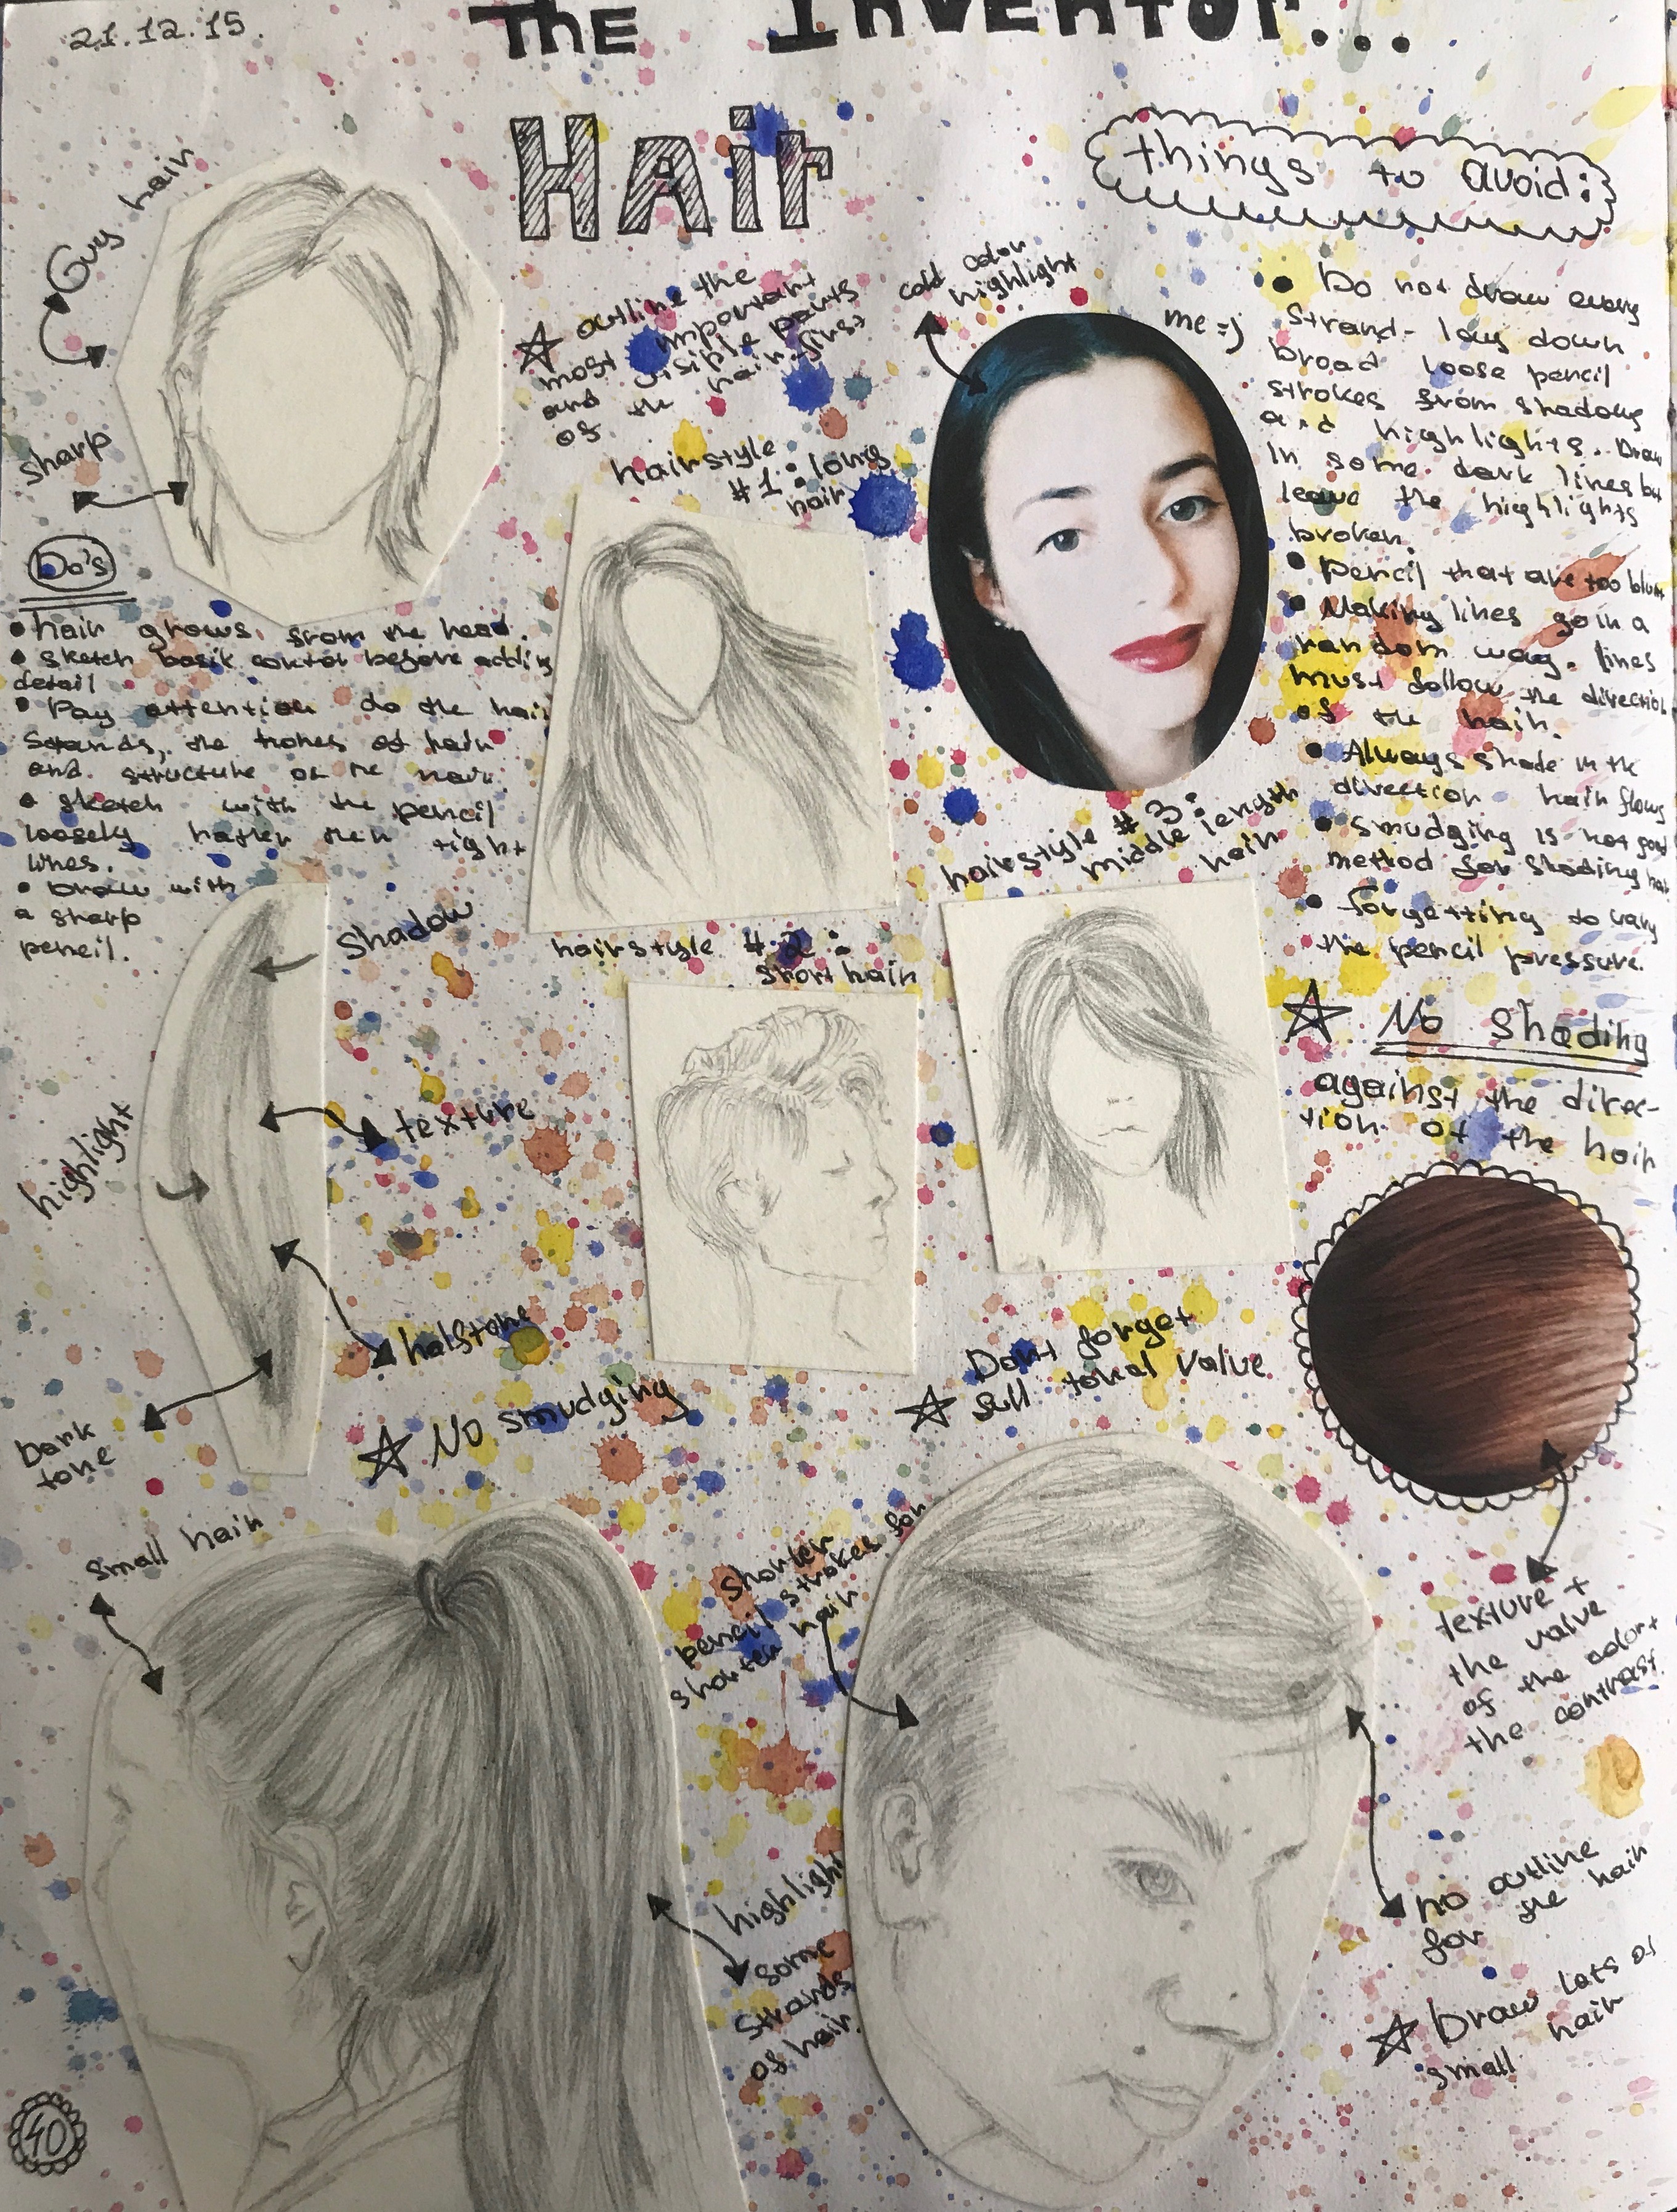 21.12.15.
The Inventor...
Hair
Guy hair
sharp
☆ outline the
most important
and visible parts
of the hair first
cold color
highlight
me =)
things to avoid:
• Do not draw every
strand - lay down
broad loose pencil
strokes from shadows
and highlights. Draw
in some dark lines but
leave the highlights
broken.
• Pencil that are too blunt
• Making lines go in a
random way. lines
must follow the direction
of the hair.
• Always shade in the
direction hair flows
• smudging is not good
method for shading hair
• forgetting to vary
the pencil pressure.
☆ No shading
against the direc-
tion of the hair
Do's
• hair grows from the head.
• sketch basik contor before adding
detail
• Pay attention to the hair
strands, the tones of hair
and structure of the hair.
• sketch with the pencil
loosely hather then tight
lines.
• Draw with
a sharp
pencil.
hairstyle
#1: long
hair
hairstyle #2:
short hair
hairstyle #3:
middle length
hair
shadow
texture
highlight
halftone
Dark
tone
☆ No smudging
☆ Dont forget
full tonal value
small hair
shorter
pencil strokes for
shorter hair
highlight
some
strands
of hair
texture +
the value
of the color +
the contrast.
no outline
for the hair
☆ Draw lots of
small hair
40